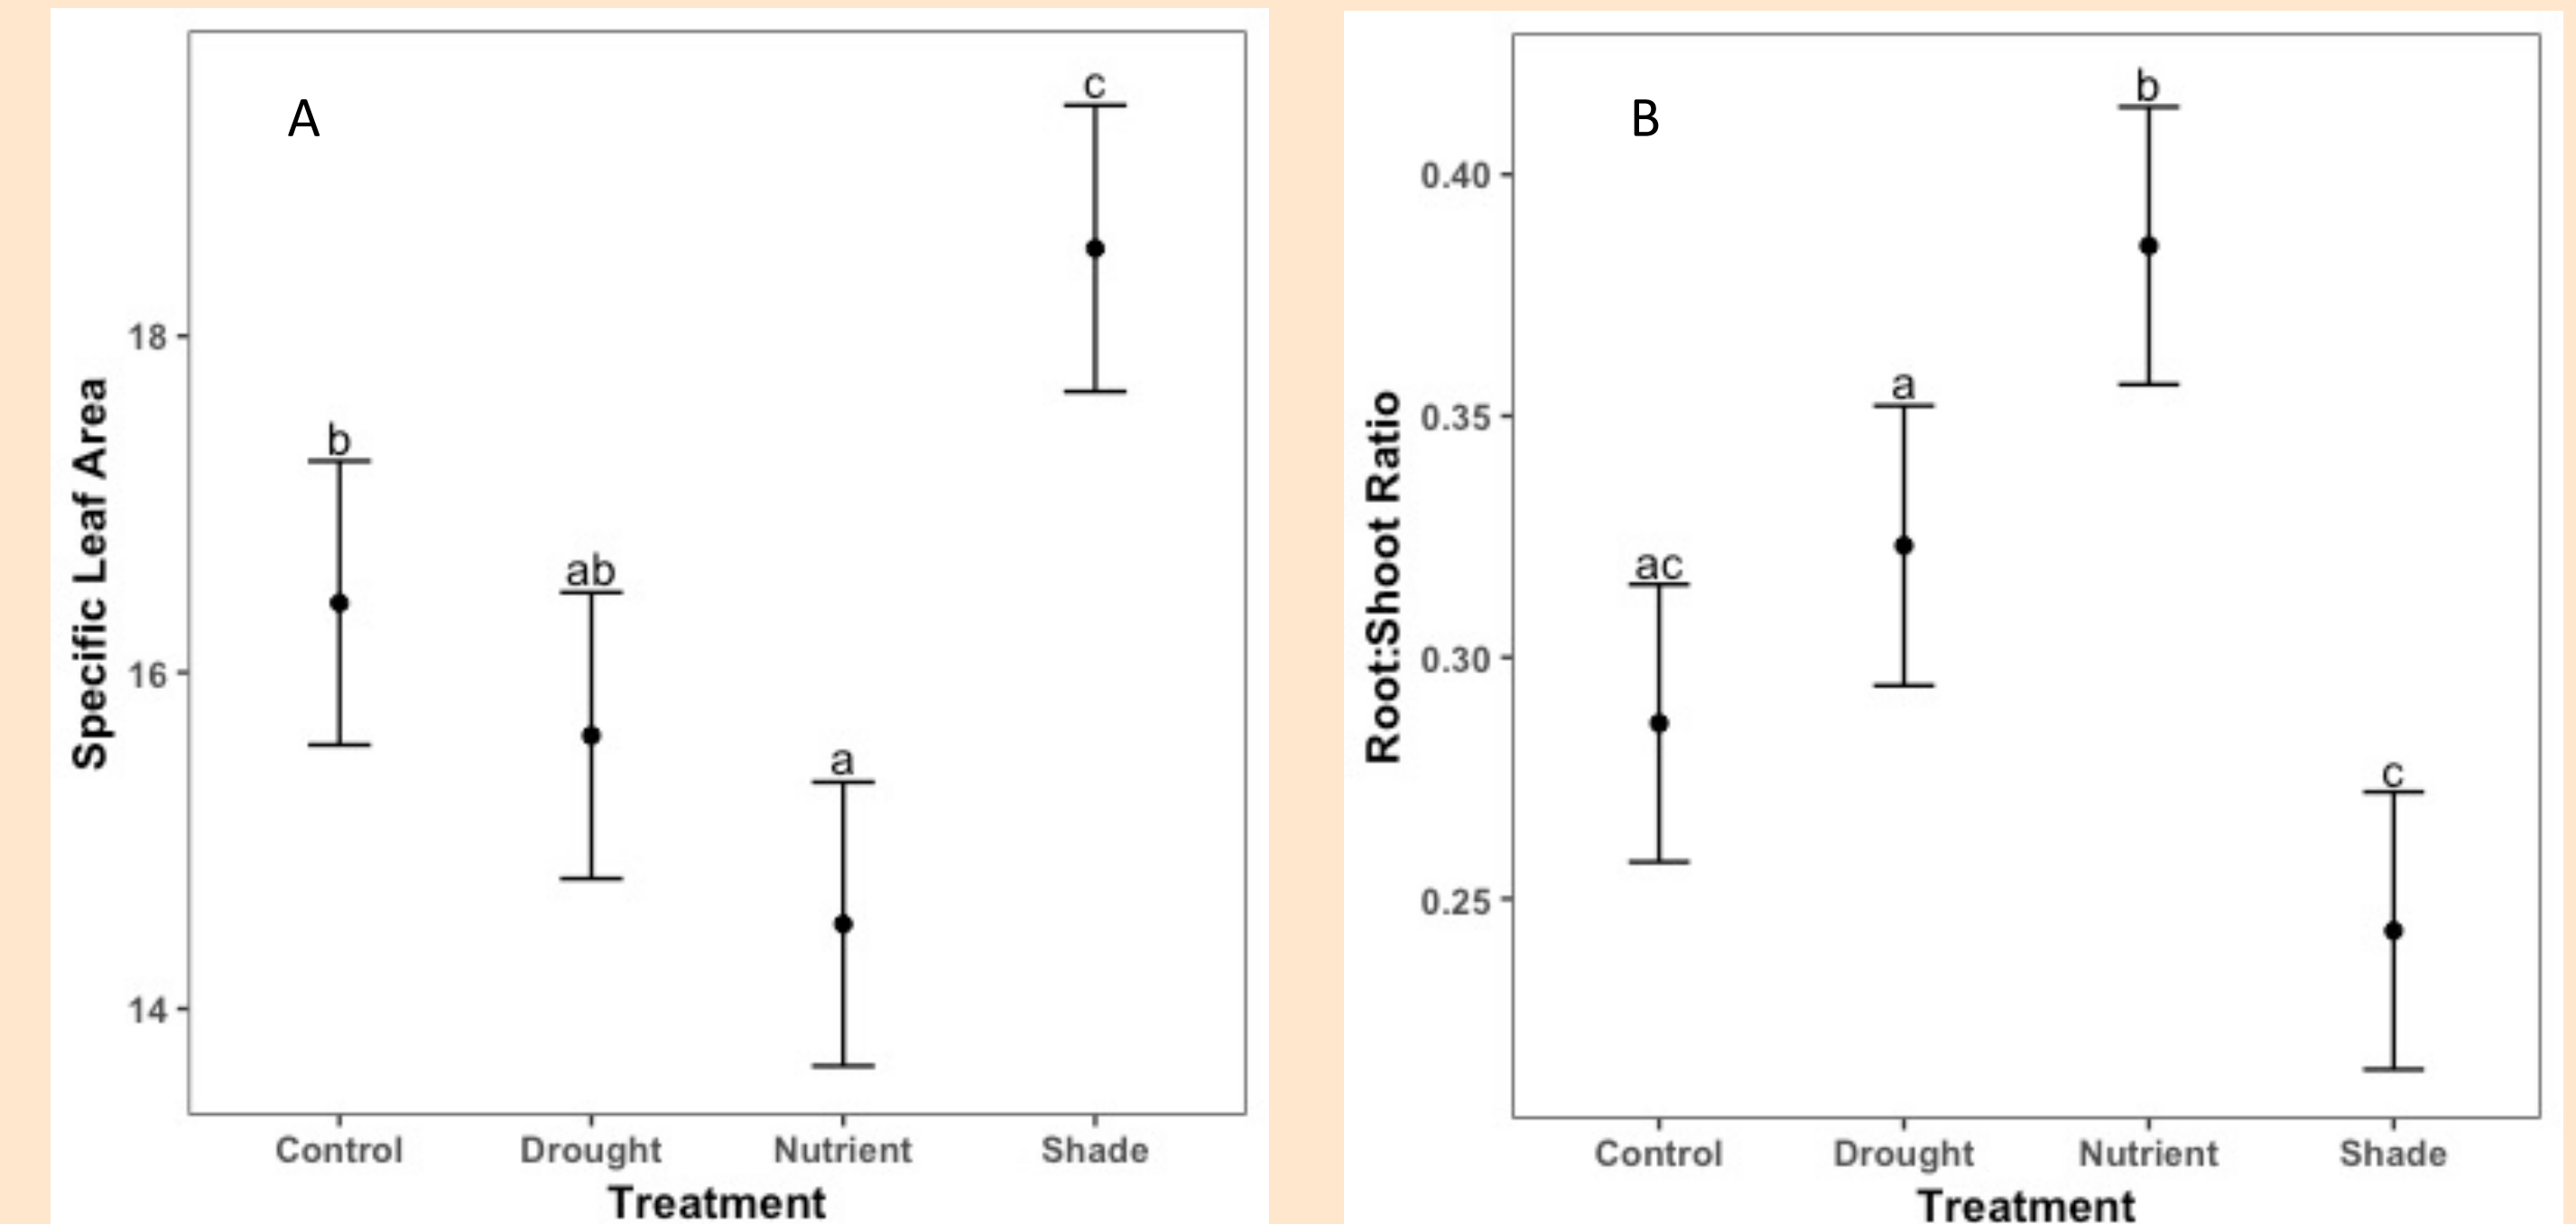 A
c
b
ab
a
18
16
14
Specific Leaf Area
Control Drought Nutrient Shade
Treatment
B
b
a
ac
c
0.40
0.35
0.30
0.25
Root:Shoot Ratio
Control Drought Nutrient Shade
Treatment